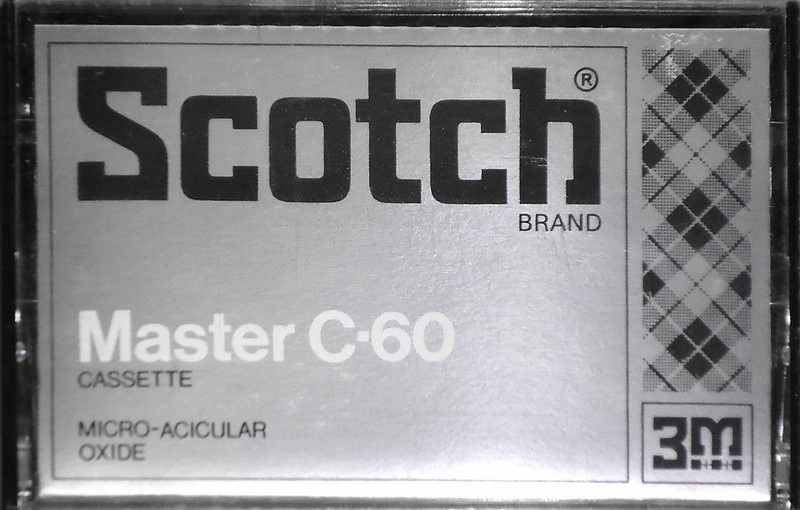 Scotch®
BRAND
Master C-60
CASSETTE
MICRO-ACICULAR
OXIDE
3M